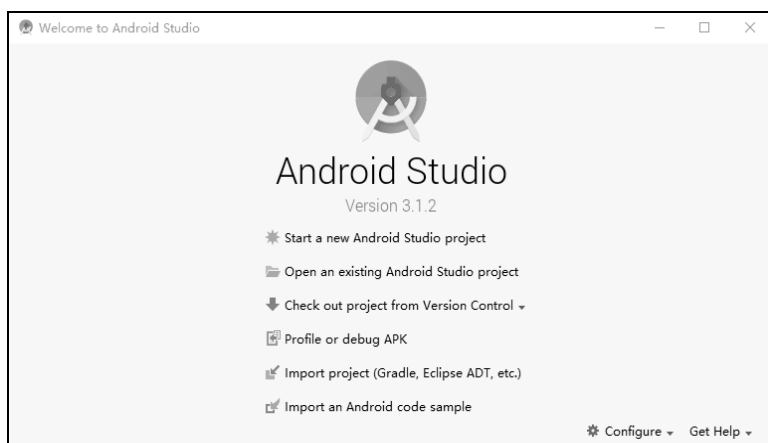 Welcome to Android Studio
Android Studio
Version 3.1.2
Start a new Android Studio project
Open an existing Android Studio project
Check out project from Version Control
Profile or debug APK
Import project (Gradle, Eclipse ADT, etc.)
Import an Android code sample
Configure Get Help